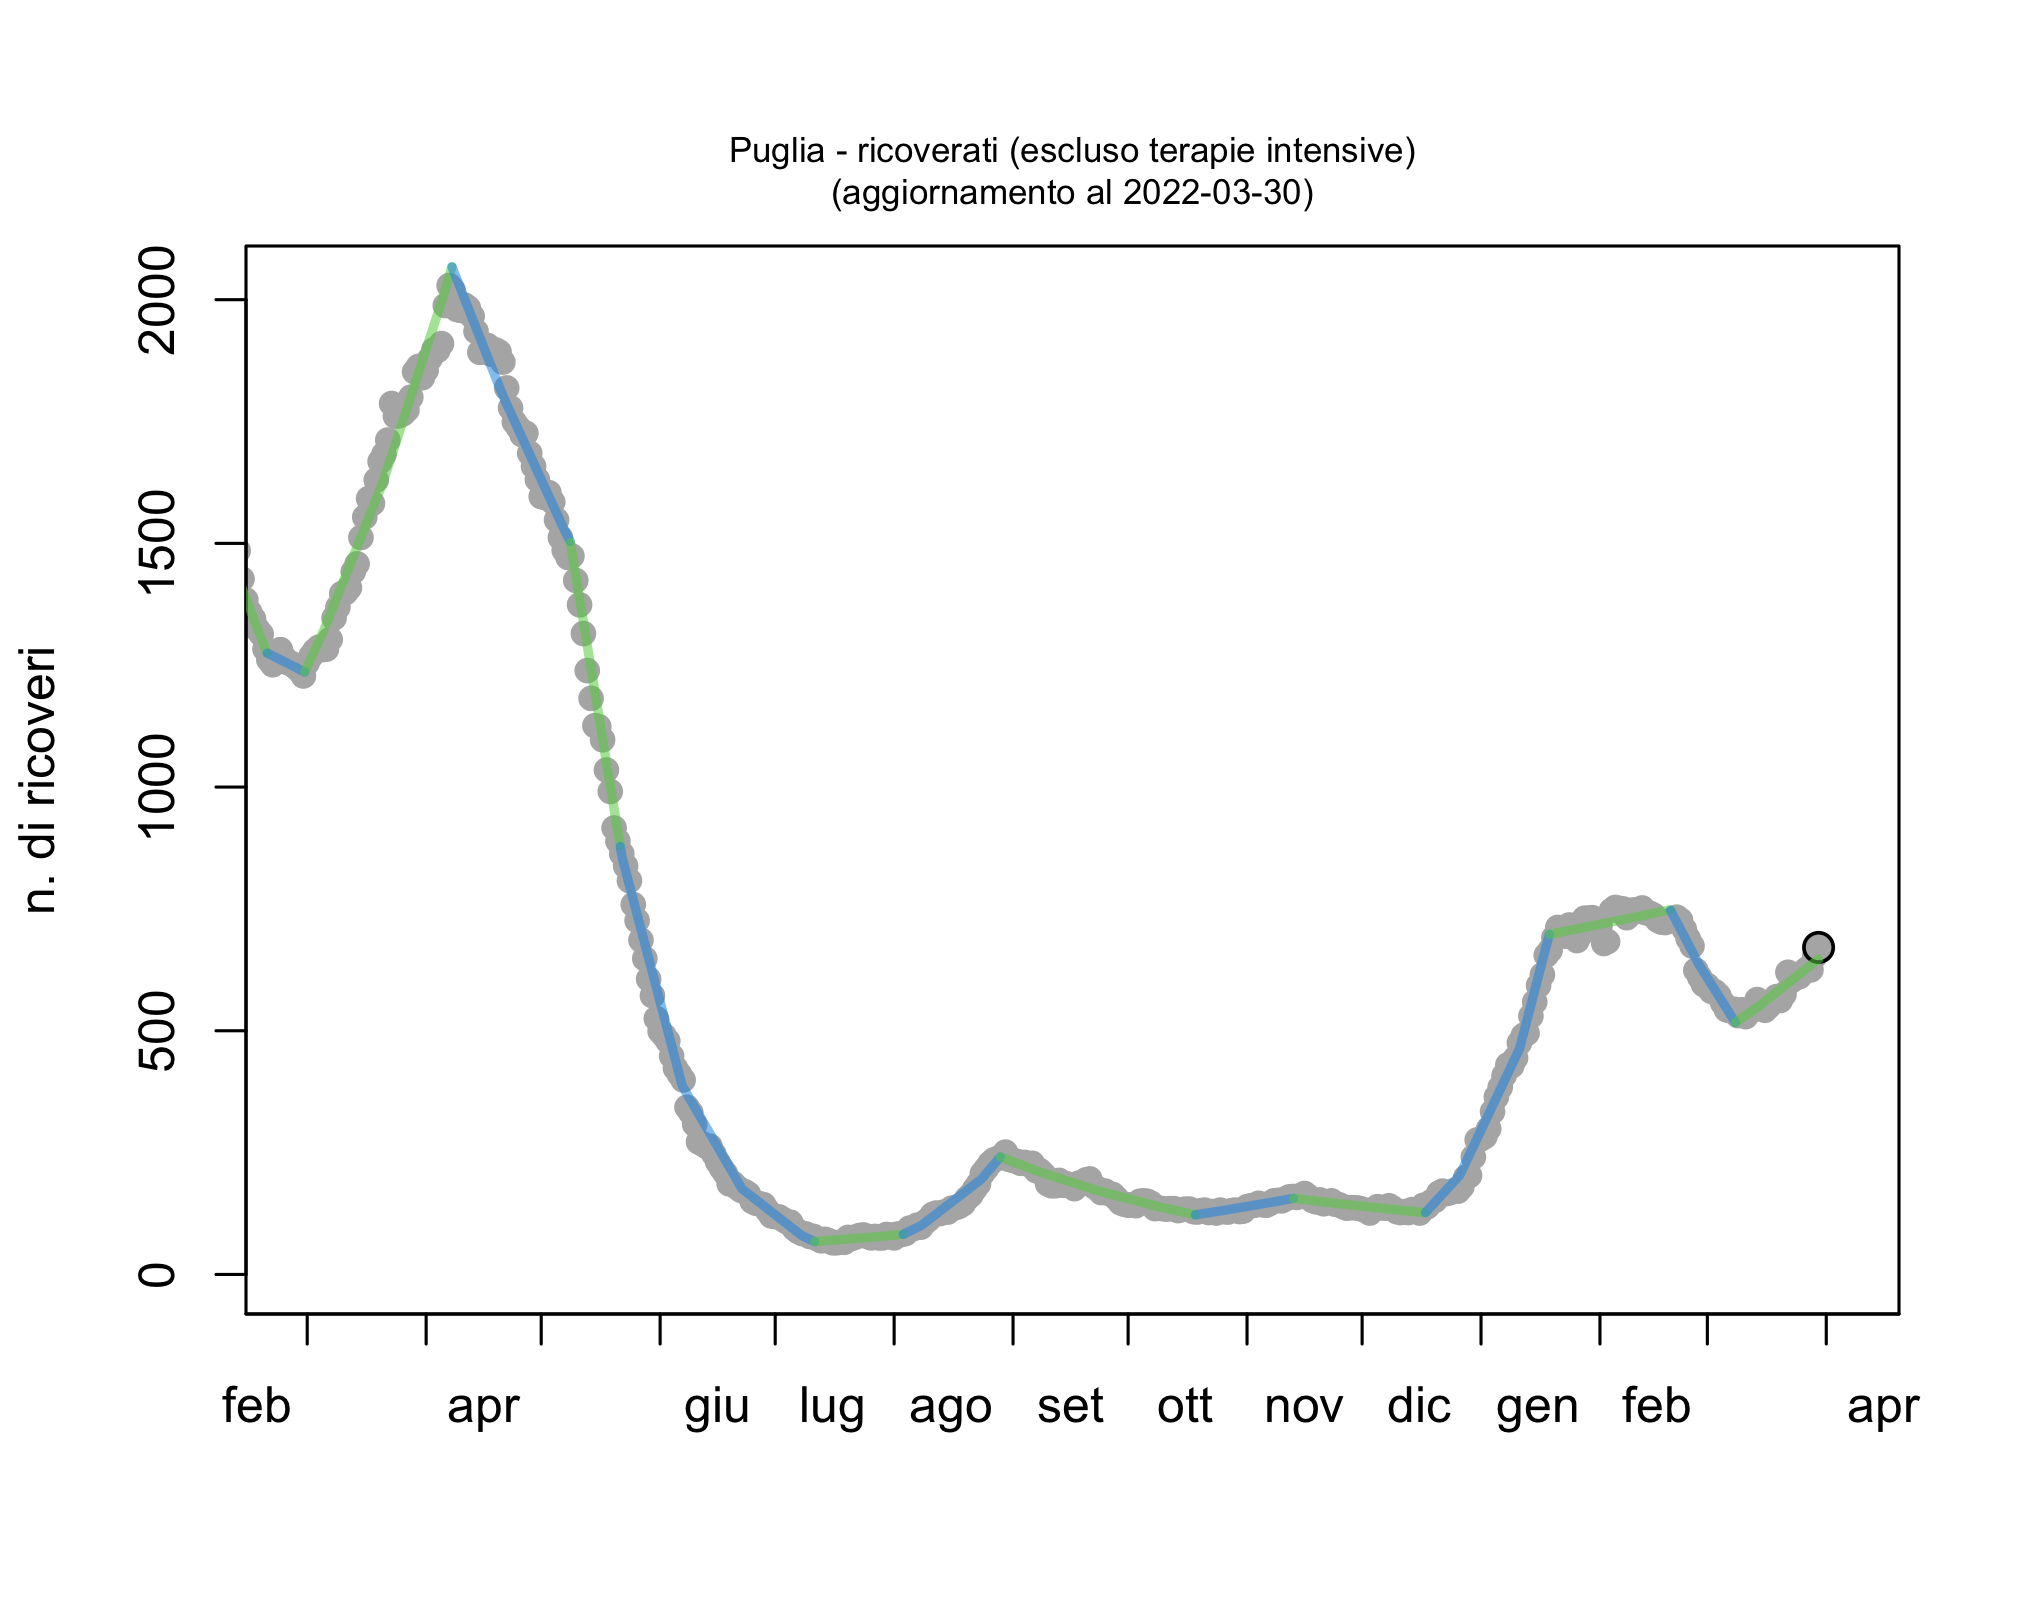 Puglia - ricoverati (escluso terapie intensive)
(aggiornamento al 2022-03-30)
n. di ricoveri
2000
1500
1000
500
0
feb apr giu lug ago set ott nov dic gen feb apr